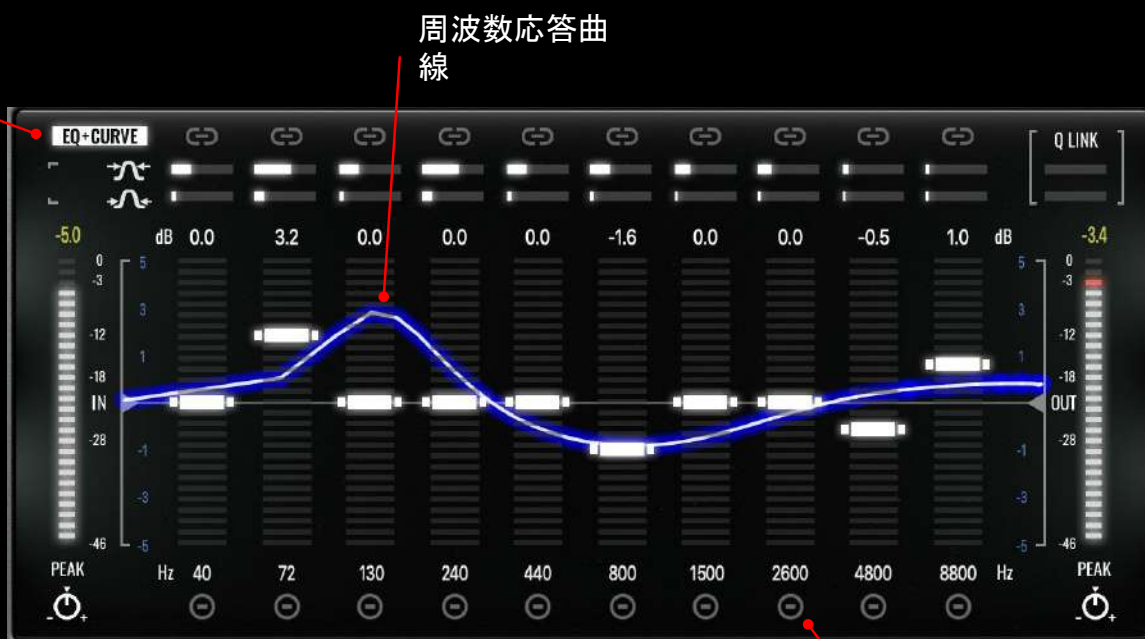 周波数応答曲
線
EQ+CURVE
Q LINK
-5.0 dB 0.0 3.2 0.0 0.0 0.0 -1.6 0.0 0.0 -0.5 1.0 dB -3.4
0 5 5 0
-3 -3
3 3
-12 -12
1 1
-18 -18
IN OUT
-28 -1 -1 -28
-3 -3
-46 -5 -5 -46
PEAK Hz 40 72 130 240 440 800 1500 2600 4800 8800 Hz PEAK
- + - +